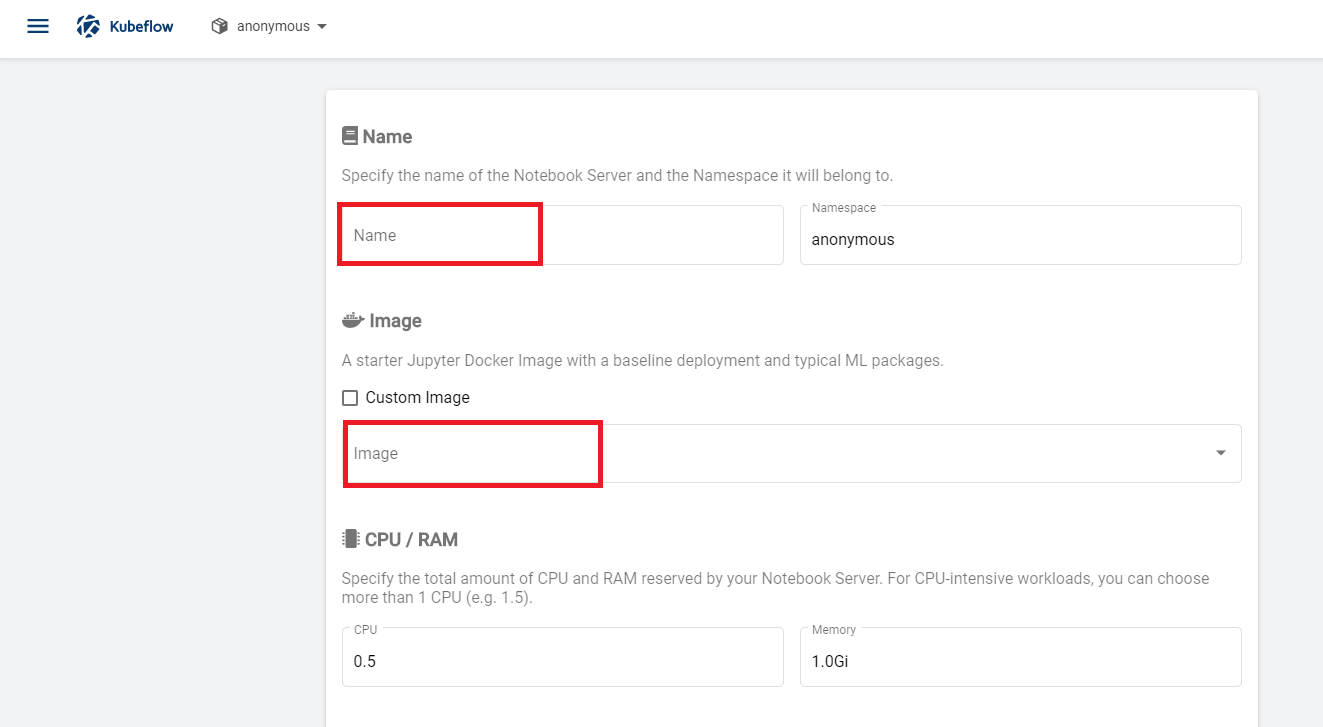 Kubeflow
anonymous
Name
Specify the name of the Notebook Server and the Namespace it will belong to.
Name
Namespace
anonymous
Image
A starter Jupyter Docker Image with a baseline deployment and typical ML packages.
Custom Image
Image
CPU / RAM
Specify the total amount of CPU and RAM reserved by your Notebook Server. For CPU-intensive workloads, you can choose
more than 1 CPU (e.g. 1.5).
CPU
0.5
Memory
1.0Gi